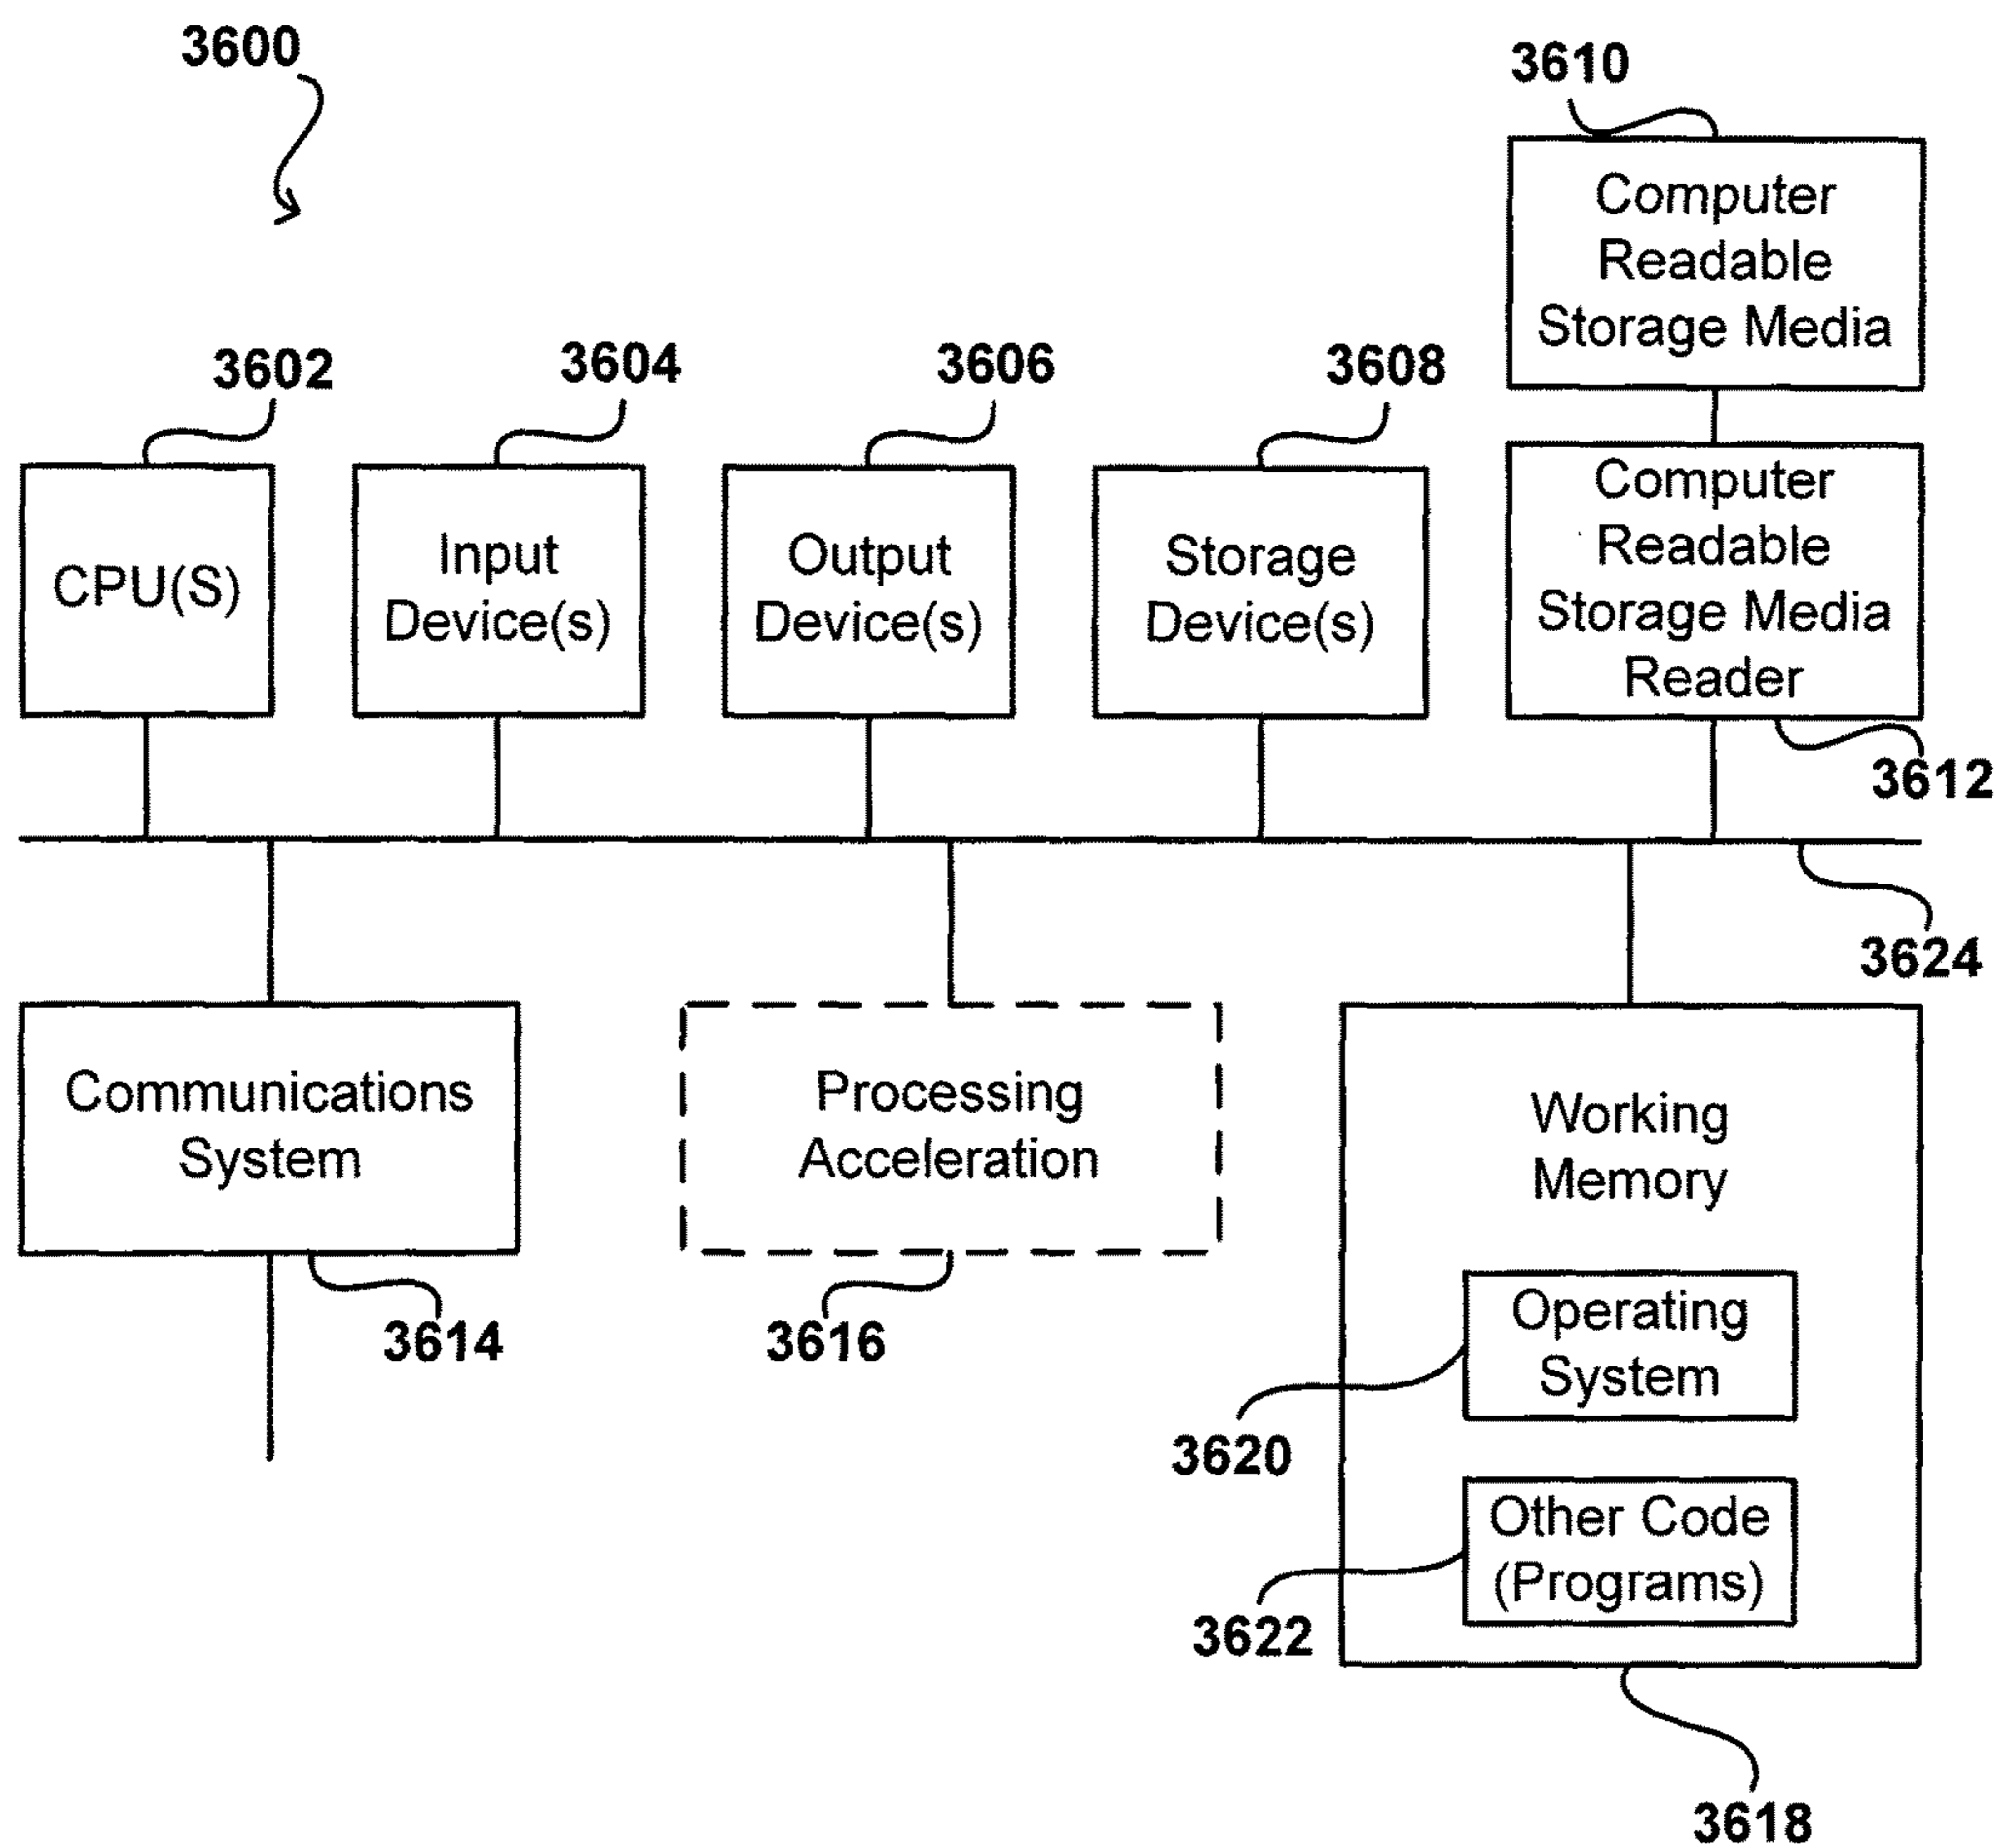 3600
3610
Computer
Readable
Storage Media
3602
3604
3606
3608
CPU(S)
Input
Device(s)
Output
Device(s)
Storage
Device(s)
Computer
Readable
Storage Media
Reader
3612
3624
Communications
System
3614
Processing
Acceleration
3616
Working
Memory
Operating
System
3620
Other Code
(Programs)
3622
3618